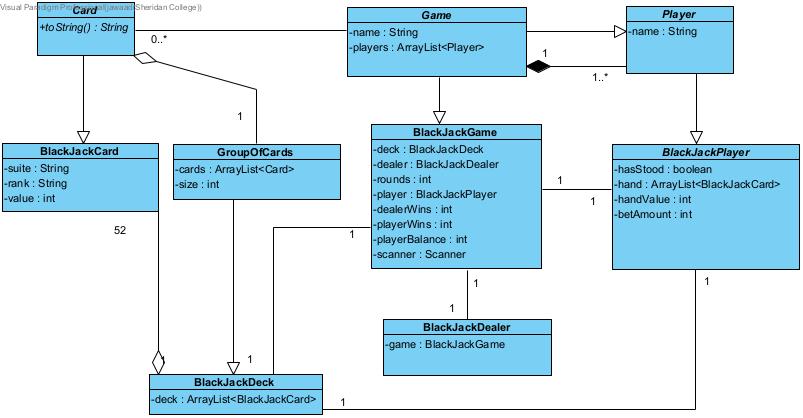 Visual Paradigm Pro
(jawaad Sheridan College))
Card
+toString() : String
0..*
Game
-name : String
-players : ArrayList<Player>
Player
-name : String
1
1..*
1
BlackJackCard
-suite : String
-rank : String
-value : int
GroupOfCards
-cards : ArrayList<Card>
-size : int
BlackJackGame
-deck : BlackJackDeck
-dealer : BlackJackDealer
-rounds : int
-player : BlackJackPlayer
-dealerWins : int
-playerWins : int
-playerBalance : int
-scanner : Scanner
BlackJackPlayer
-hasStood : boolean
-hand : ArrayList<BlackJackCard>
-handValue : int
-betAmount : int
1
1
52
1
1
1
1
BlackJackDealer
-game : BlackJackGame
1
1
BlackJackDeck
-deck : ArrayList<BlackJackCard>
1